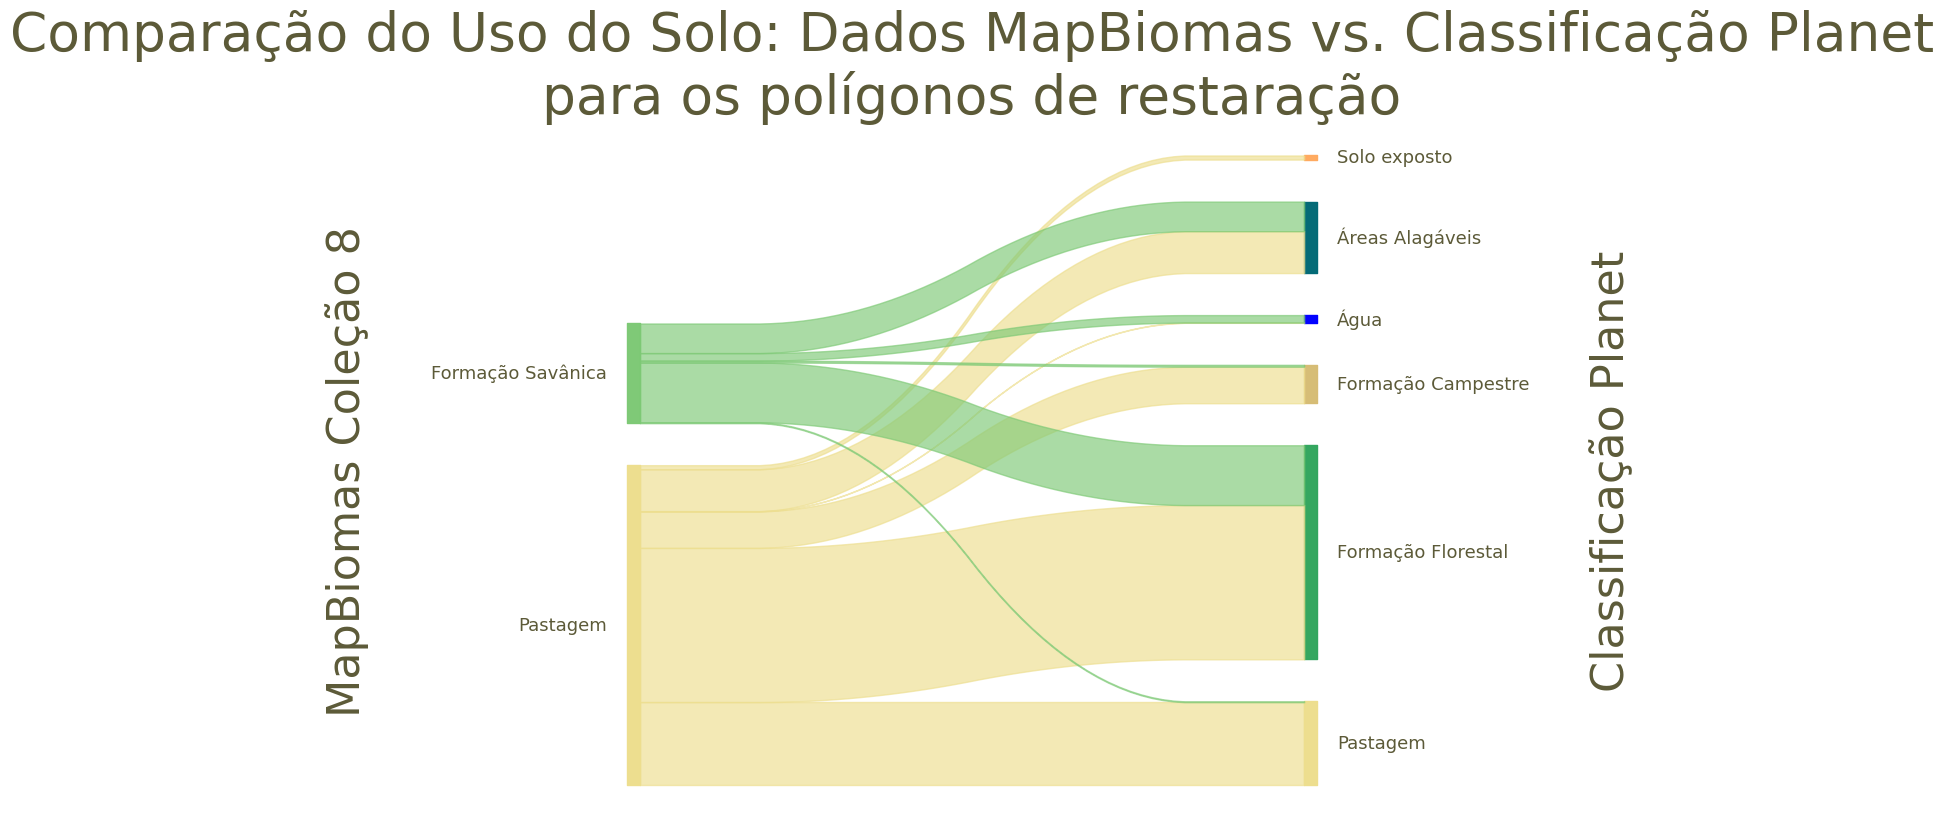 Comparação do Uso do Solo: Dados MapBiomas vs. Classificação Planet
para os polígonos de restaração
MapBiomas Coleção 8
Formação Savânica
Pastagem
Solo exposto
Áreas Alagáveis
Água
Formação Campestre
Formação Florestal
Pastagem
Classificação Planet